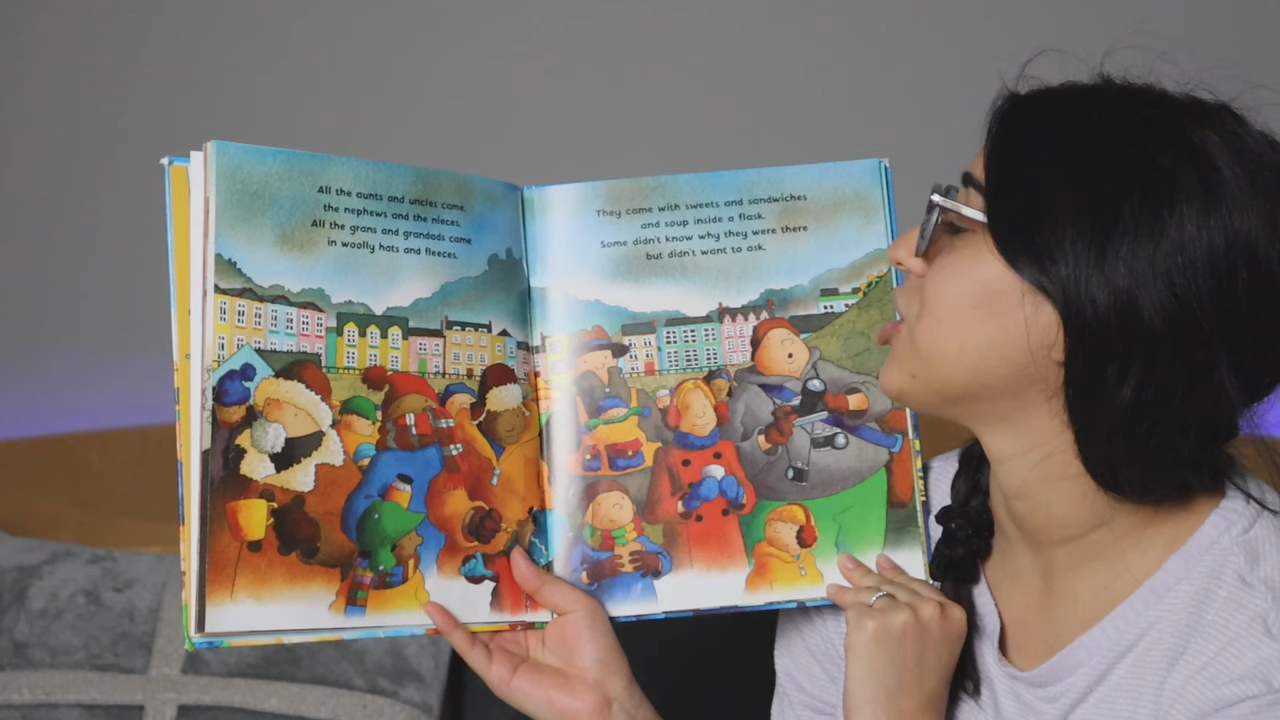 All the aunts and uncles came,
the nephews and the nieces.
All the grans and grandads came
in woolly hats and fleeces.
They came with sweets and sandwiches
and soup inside a flask.
Some didn't know why they were there
but didn't want to ask.